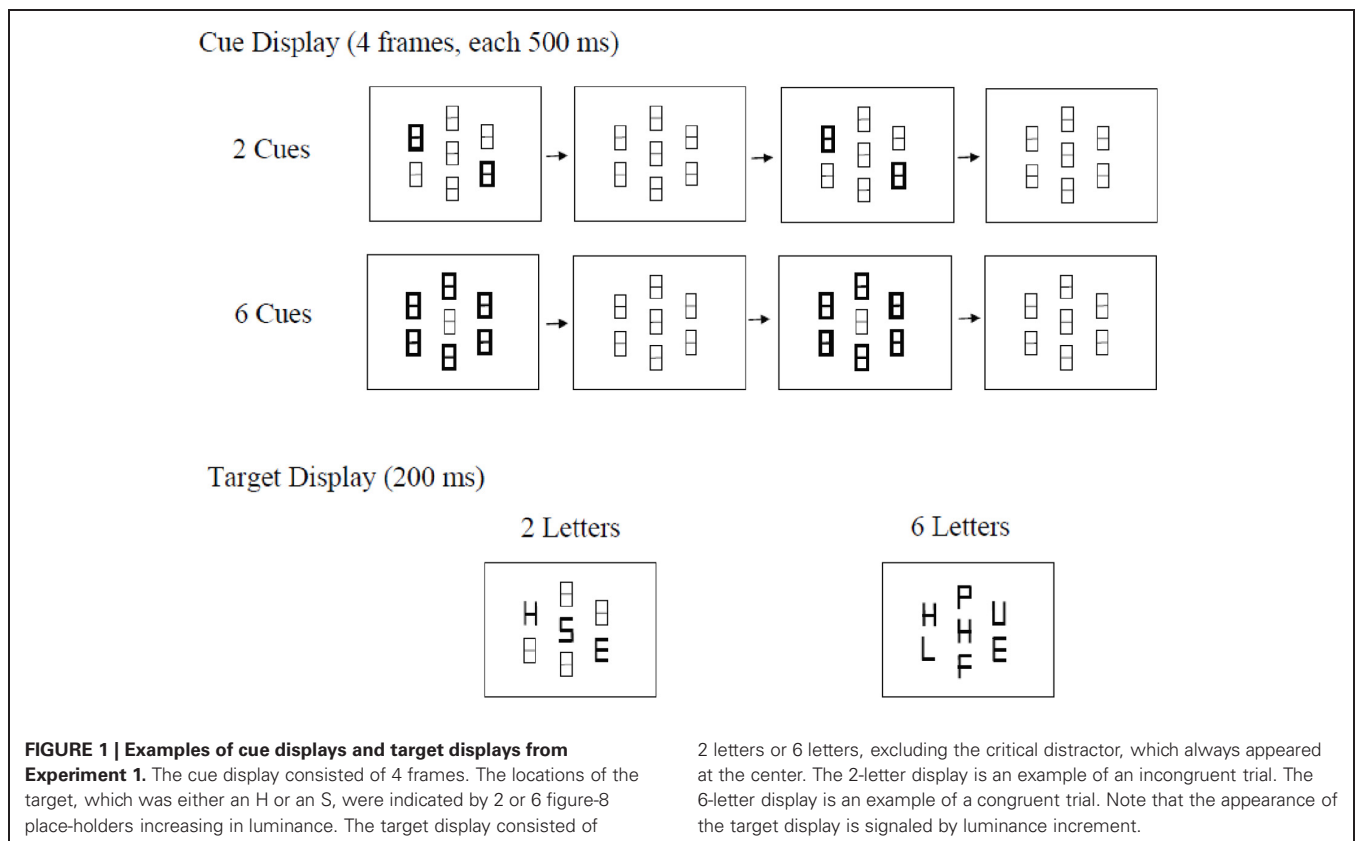 Cue Display (4 frames, each 500 ms)
2 Cues
6 Cues
Target Display (200 ms)
2 Letters
6 Letters
H
S
E
P
H U
H
L E
F
FIGURE 1 | Examples of cue displays and target displays from
Experiment 1. The cue display consisted of 4 frames. The locations of the
target, which was either an H or an S, were indicated by 2 or 6 figure-8
place-holders increasing in luminance. The target display consisted of
2 letters or 6 letters, excluding the critical distractor, which always appeared
at the center. The 2-letter display is an example of an incongruent trial. The
6-letter display is an example of a congruent trial. Note that the appearance of
the target display is signaled by luminance increment.